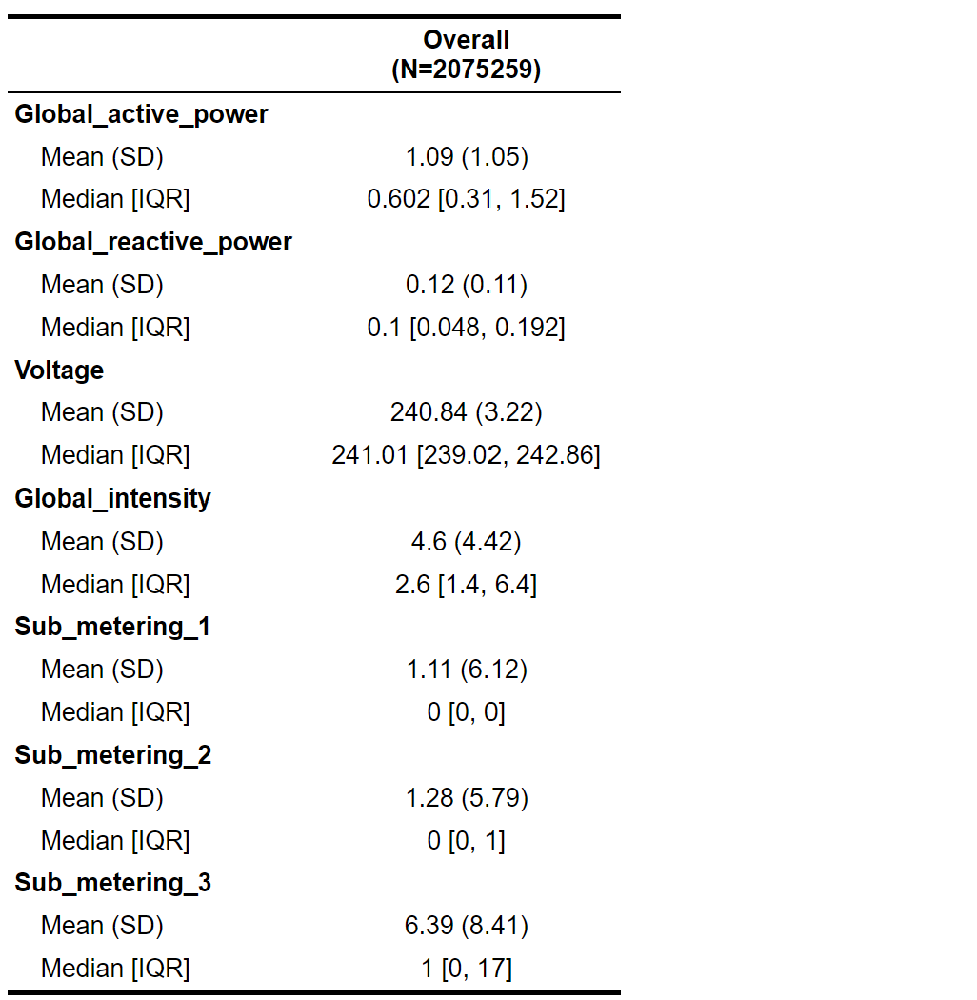 Overall
(N=2075259)
Global_active_power
Mean (SD) 1.09 (1.05)
Median [IQR] 0.602 [0.31, 1.52]
Global_reactive_power
Mean (SD) 0.12 (0.11)
Median [IQR] 0.1 [0.048, 0.192]
Voltage
Mean (SD) 240.84 (3.22)
Median [IQR] 241.01 [239.02, 242.86]
Global_intensity
Mean (SD) 4.6 (4.42)
Median [IQR] 2.6 [1.4, 6.4]
Sub_metering_1
Mean (SD) 1.11 (6.12)
Median [IQR] 0 [0, 0]
Sub_metering_2
Mean (SD) 1.28 (5.79)
Median [IQR] 0 [0, 1]
Sub_metering_3
Mean (SD) 6.39 (8.41)
Median [IQR] 1 [0, 17]